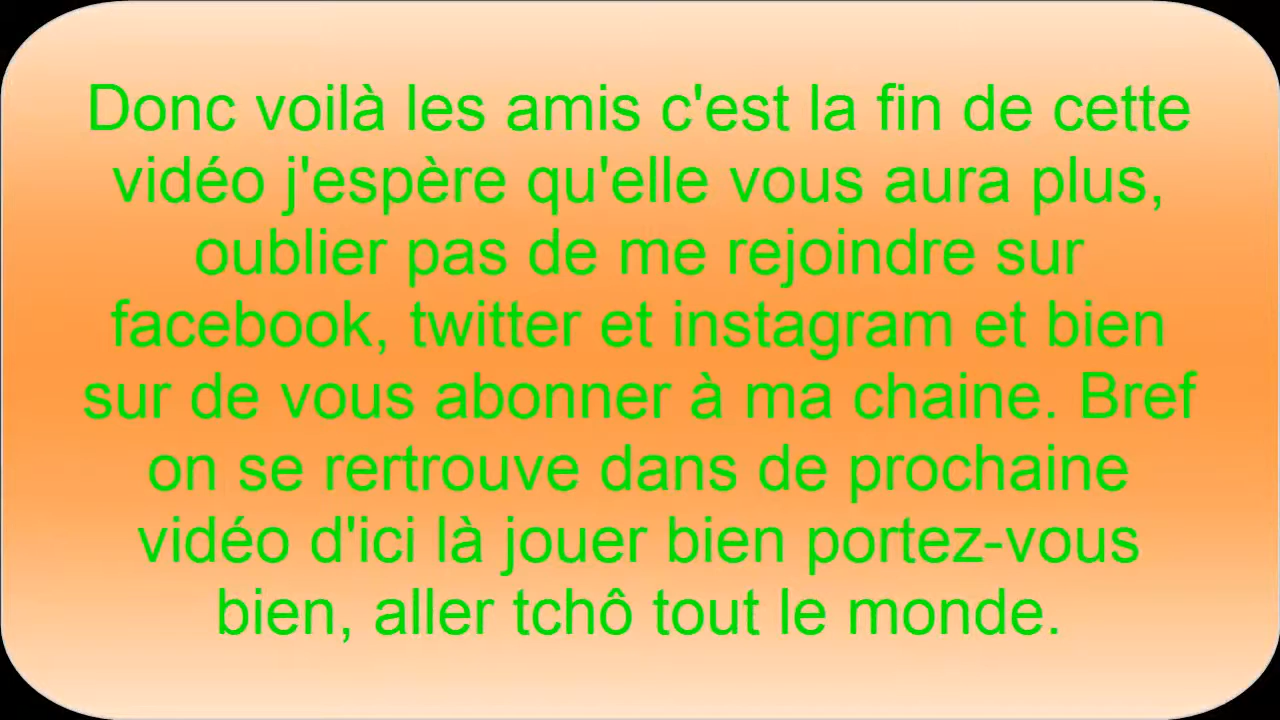 Donc voilà les amis c'est la fin de cette
vidéo j'espère qu'elle vous aura plus,
oublier pas de me rejoindre sur
facebook, twitter et instagram et bien
sur de vous abonner à ma chaine. Bref
on se rertrouve dans de prochaine
vidéo d'ici là jouer bien portez-vous
bien, aller tchô tout le monde.